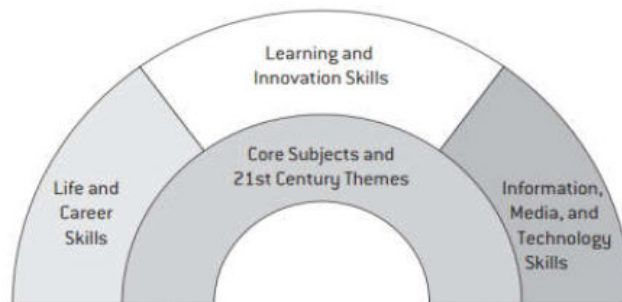 Learning and
Innovation Skills
Core Subjects and
21st Century Themes
Life and
Career
Skills
Information,
Media, and
Technology
Skills